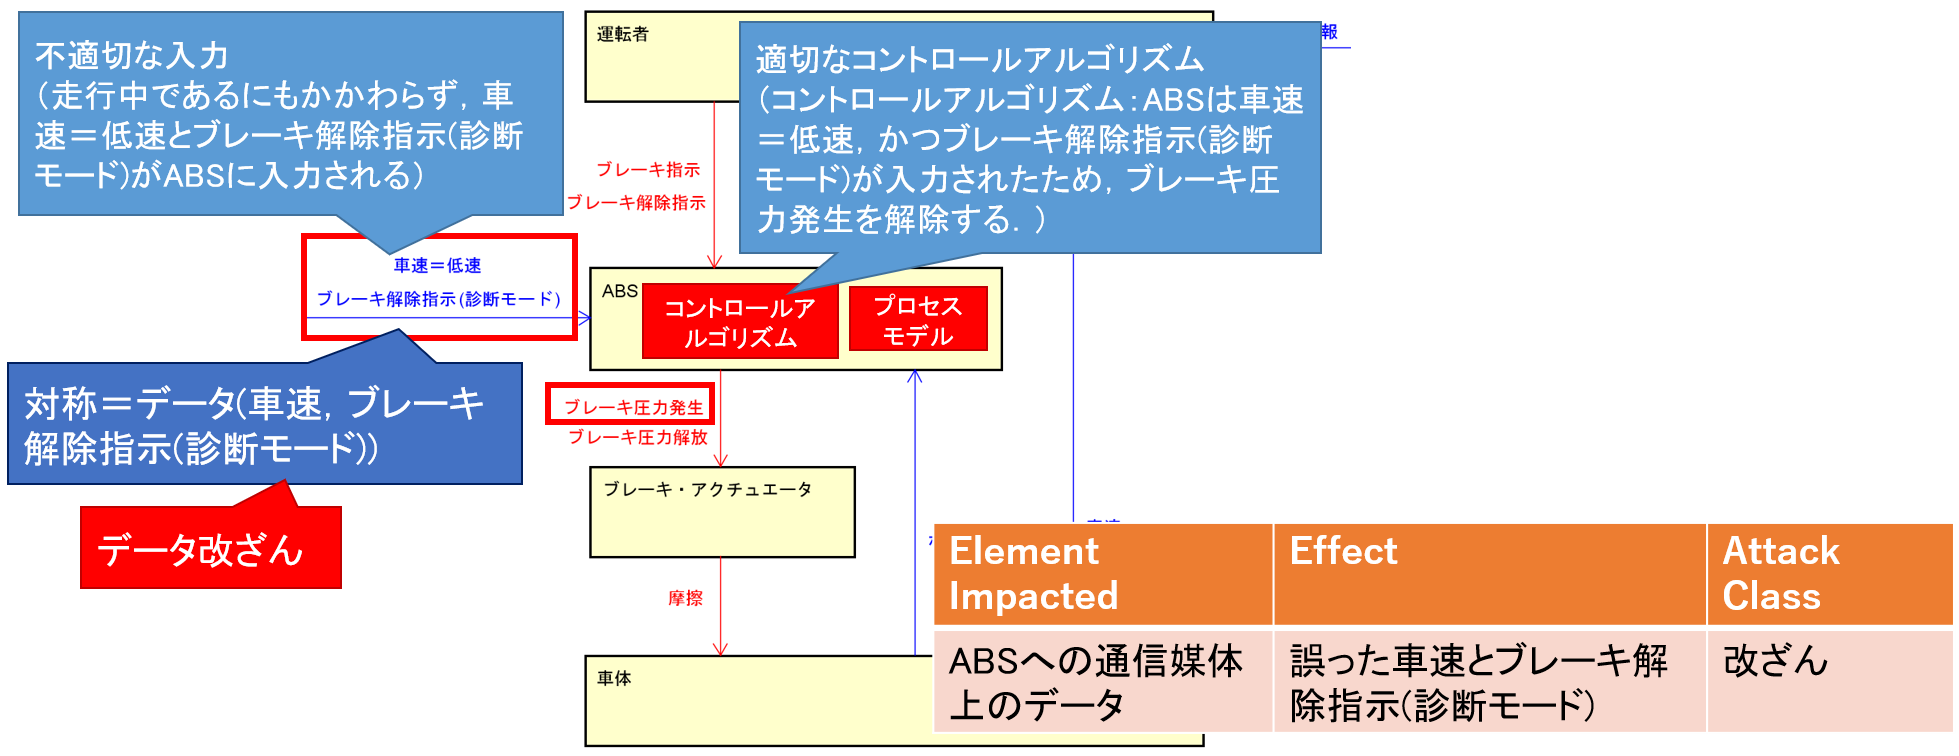 不適切な入力
（走行中であるにもかかわらず，車
速＝低速とブレーキ解除指示(診断
モード)がABSに入力される）
運転者
報
適切なコントロールアルゴリズム
（コントロールアルゴリズム：ABSは車速
＝低速，かつブレーキ解除指示(診断
モード)が入力されたため，ブレーキ圧
力発生を解除する．）
ブレーキ指示
ブレーキ解除指示
車速＝低速
ブレーキ解除指示(診断モード)
ABS
コントロールア
ルゴリズム
プロセス
モデル
対称＝データ(車速，ブレーキ
解除指示(診断モード))
データ改ざん
ブレーキ圧力発生
ブレーキ圧力解放
ブレーキ・アクチュエータ
摩擦
車体
Element
Impacted
Effect
Attack
Class
ABSへの通信媒体
上のデータ
誤った車速とブレーキ解
除指示(診断モード)
改ざん